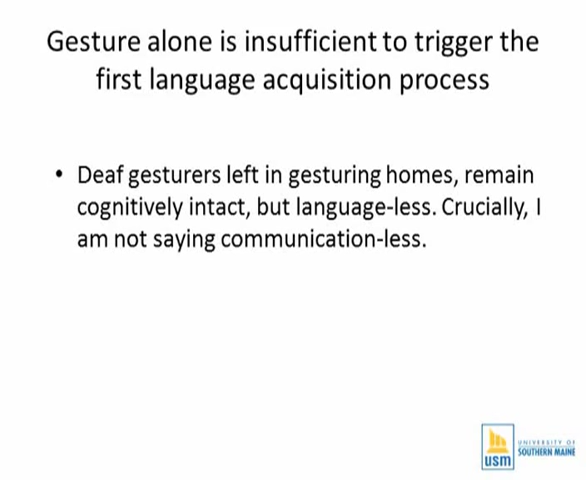 Gesture alone is insufficient to trigger the
first language acquisition process
• Deaf gesturers left in gesturing homes, remain
cognitively intact, but language-less. Crucially, I
am not saying communication-less.
usm
UNIVERSITY OF
SOUTHERN MAINE